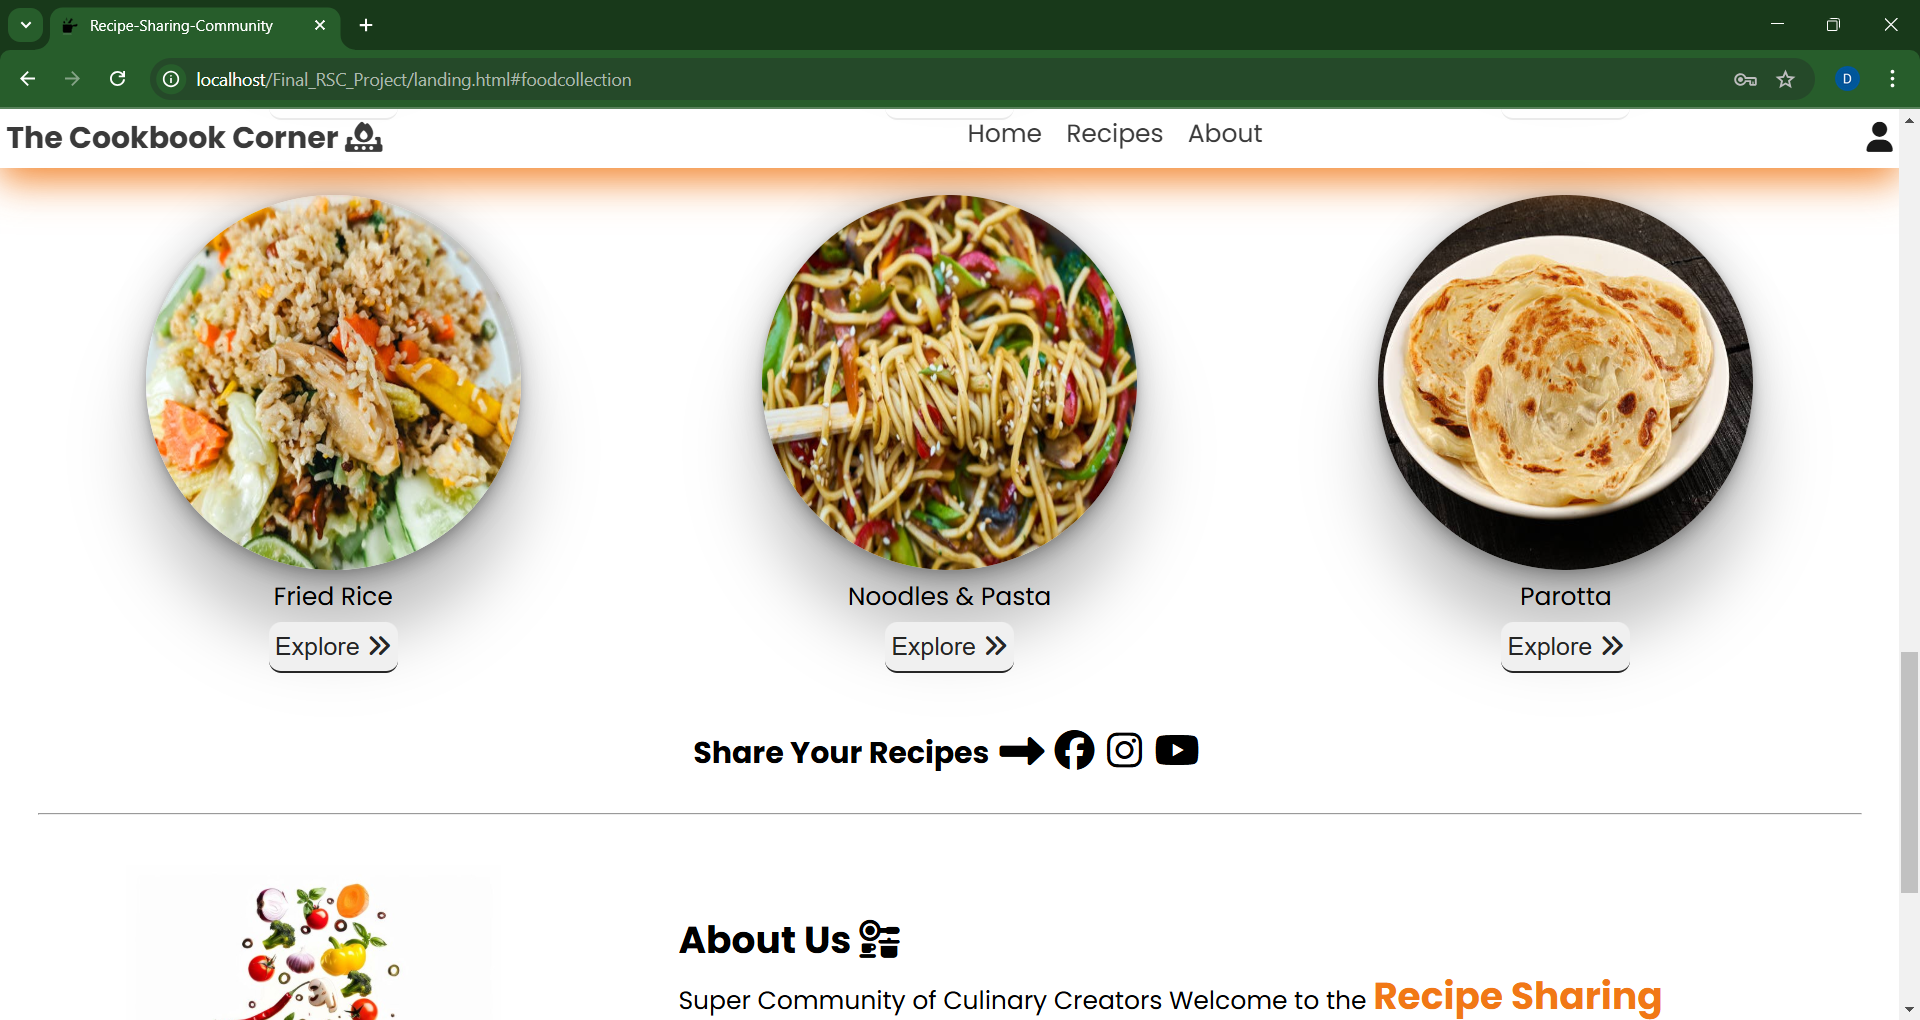 Recipe-Sharing-Community
localhost/Final_RSC_Project/landing.html#foodcollection
D
The Cookbook Corner
Home Recipes About
Fried Rice Noodles & Pasta Parotta
Explore Explore Explore
Share Your Recipes
About Us
Super Community of Culinary Creators Welcome to the Recipe Sharing